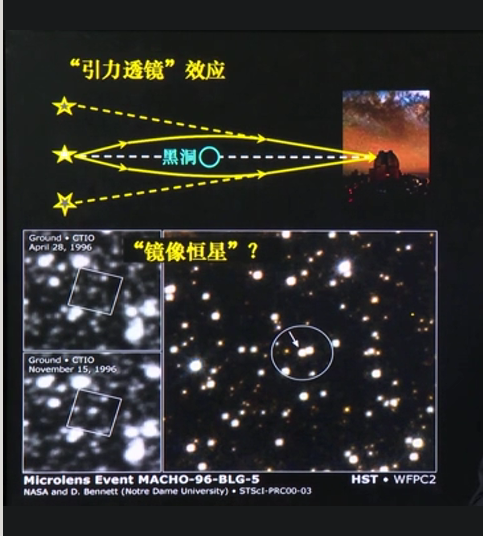 “引力透镜”效应
黑洞
“镜像恒星”?
Ground • CTIO
April 28, 1996
Ground • CTIO
November 15, 1996
Microlens Event MACHO-96-BLG-5
HST • WFPC2
NASA and D. Bennett (Notre Dame University) • STScI-PRC00-03